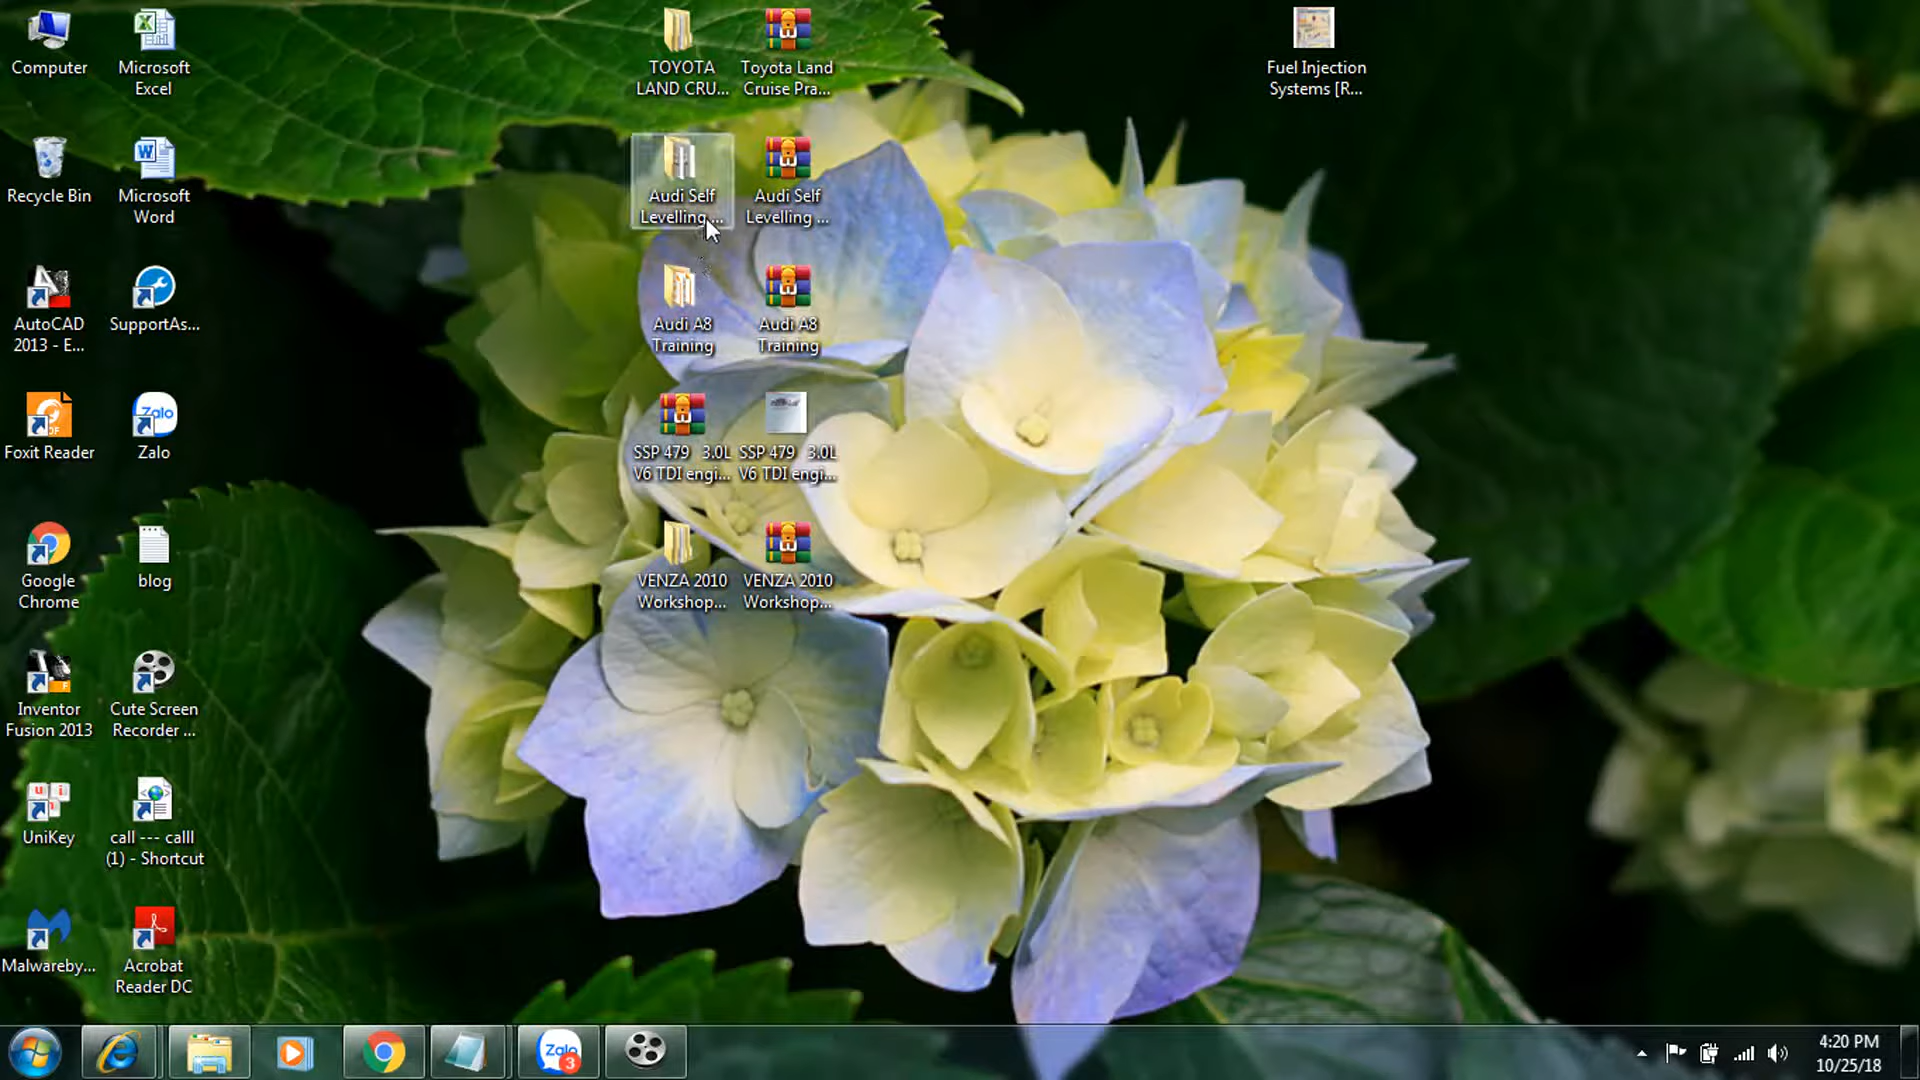 Computer
Microsoft
Excel
TOYOTA
LAND CRU...
Toyota Land
Cruise Pra...
Fuel Injection
Systems [R...
Recycle Bin
Microsoft
Word
Audi Self
Levelling ...
Audi Self
Levelling ...
AutoCAD
2013 - E...
SupportAs...
Audi A8
Training
Audi A8
Training
Foxit Reader
Zalo
Zalo
SSP 479 3.0L
V6 TDI engi...
SSP 479 3.0L
V6 TDI engi...
Google
Chrome
blog
VENZA 2010
Workshop...
VENZA 2010
Workshop...
Inventor
Fusion 2013
Cute Screen
Recorder ...
UniKey
call --- calll
(1) - Shortcut
Malwareby...
Acrobat
Reader DC
Zalo
3
4:20 PM
10/25/18